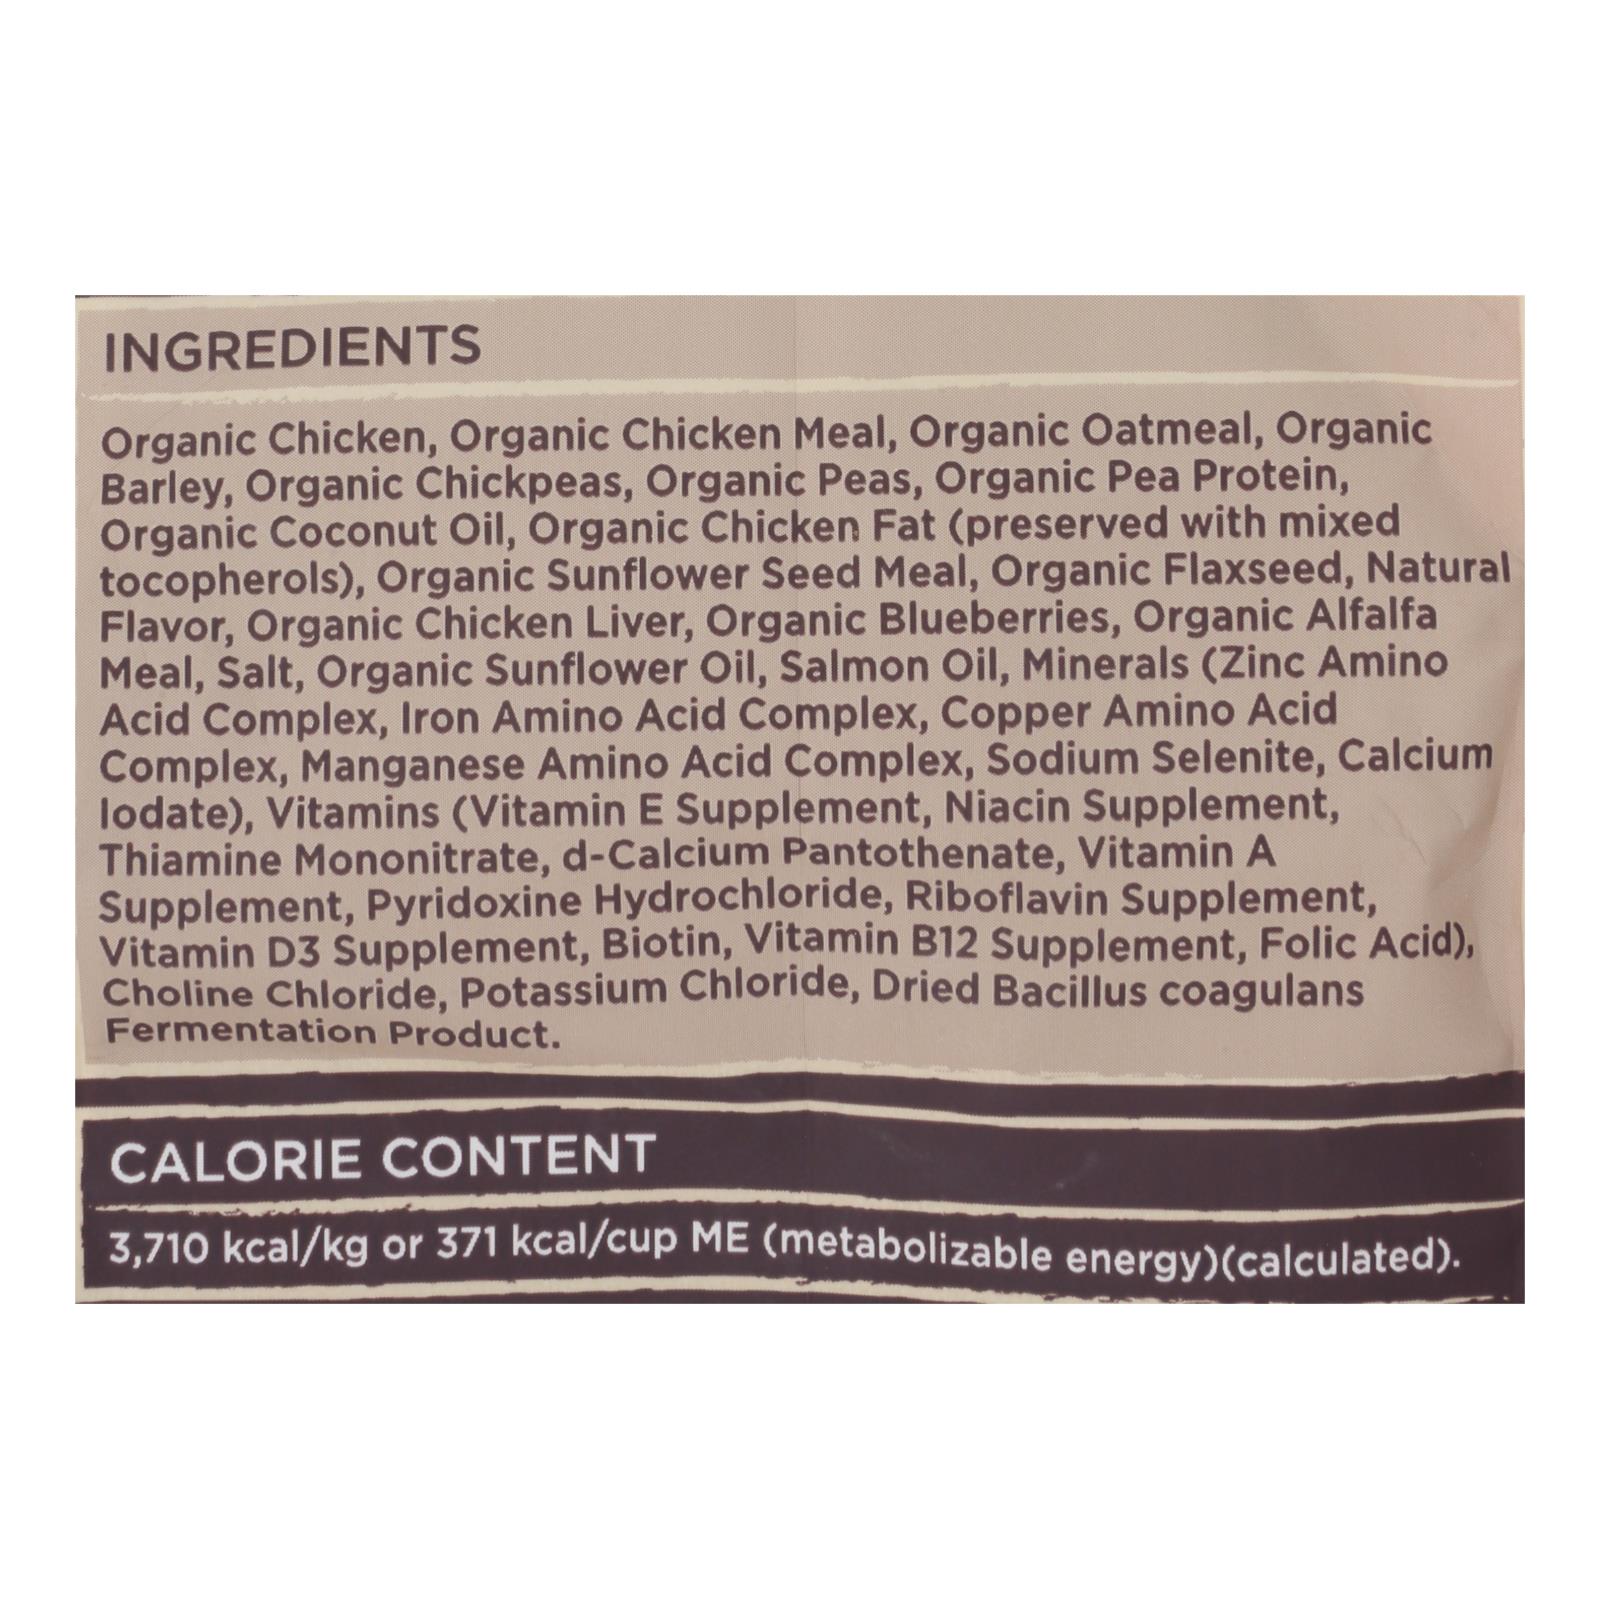 INGREDIENTS
Organic Chicken, Organic Chicken Meal, Organic Oatmeal, Organic
Barley, Organic Chickpeas, Organic Peas, Organic Pea Protein,
Organic Coconut Oil, Organic Chicken Fat (preserved with mixed
tocopherols), Organic Sunflower Seed Meal, Organic Flaxseed, Natural
Flavor, Organic Chicken Liver, Organic Blueberries, Organic Alfalfa
Meal, Salt, Organic Sunflower Oil, Salmon Oil, Minerals (Zinc Amino
Acid Complex, Iron Amino Acid Complex, Copper Amino Acid
Complex, Manganese Amino Acid Complex, Sodium Selenite, Calcium
Iodate), Vitamins (Vitamin E Supplement, Niacin Supplement,
Thiamine Mononitrate, d-Calcium Pantothenate, Vitamin A
Supplement, Pyridoxine Hydrochloride, Riboflavin Supplement,
Vitamin D3 Supplement, Biotin, Vitamin B12 Supplement, Folic Acid),
Choline Chloride, Potassium Chloride, Dried Bacillus coagulans
Fermentation Product.
CALORIE CONTENT
3,710 kcal/kg or 371 kcal/cup ME (metabolizable energy)(calculated).